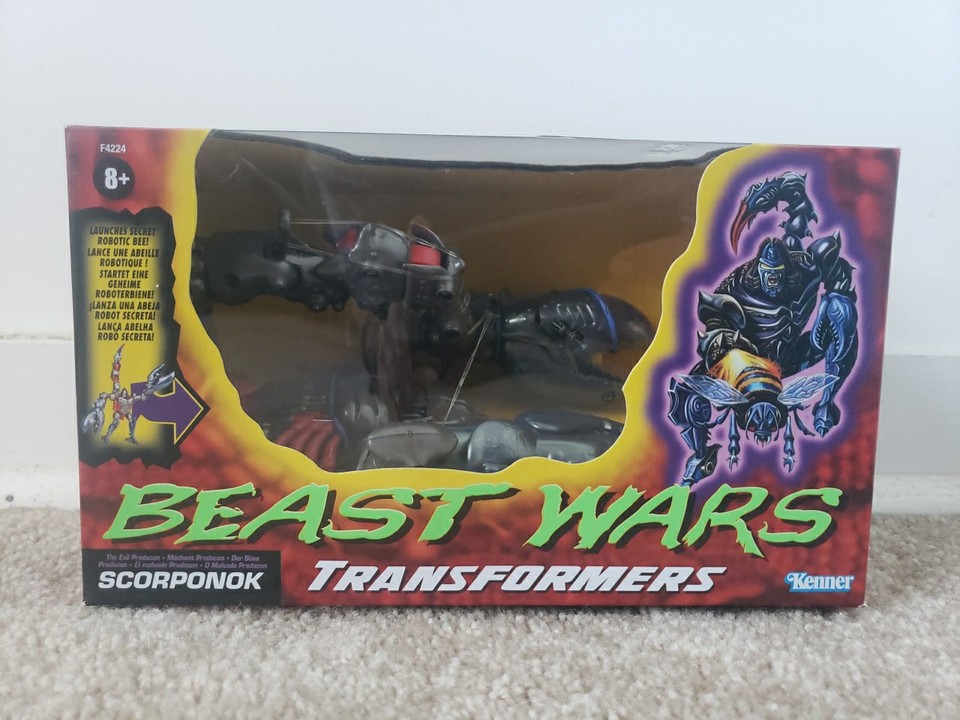 F4224
8+
LAUNCHES SECRET
ROBOTIC BEE!
LANCE UNE ABEILLE
ROBOTIQUE !
STARTET EINE
GEHEIME
ROBOTERBIENE!
¡LANZA UNA ABEJA
ROBOT SECRETA!
LANÇA ABELHA
ROBÔ SECRETA!
BEAST WARS
The Evil Predacon • Méchant Predacon • Der Böse
Predacon • El malvado Predacon • O Malvado Predacon
SCORPONOK
TRANSFORMERS
Kenner